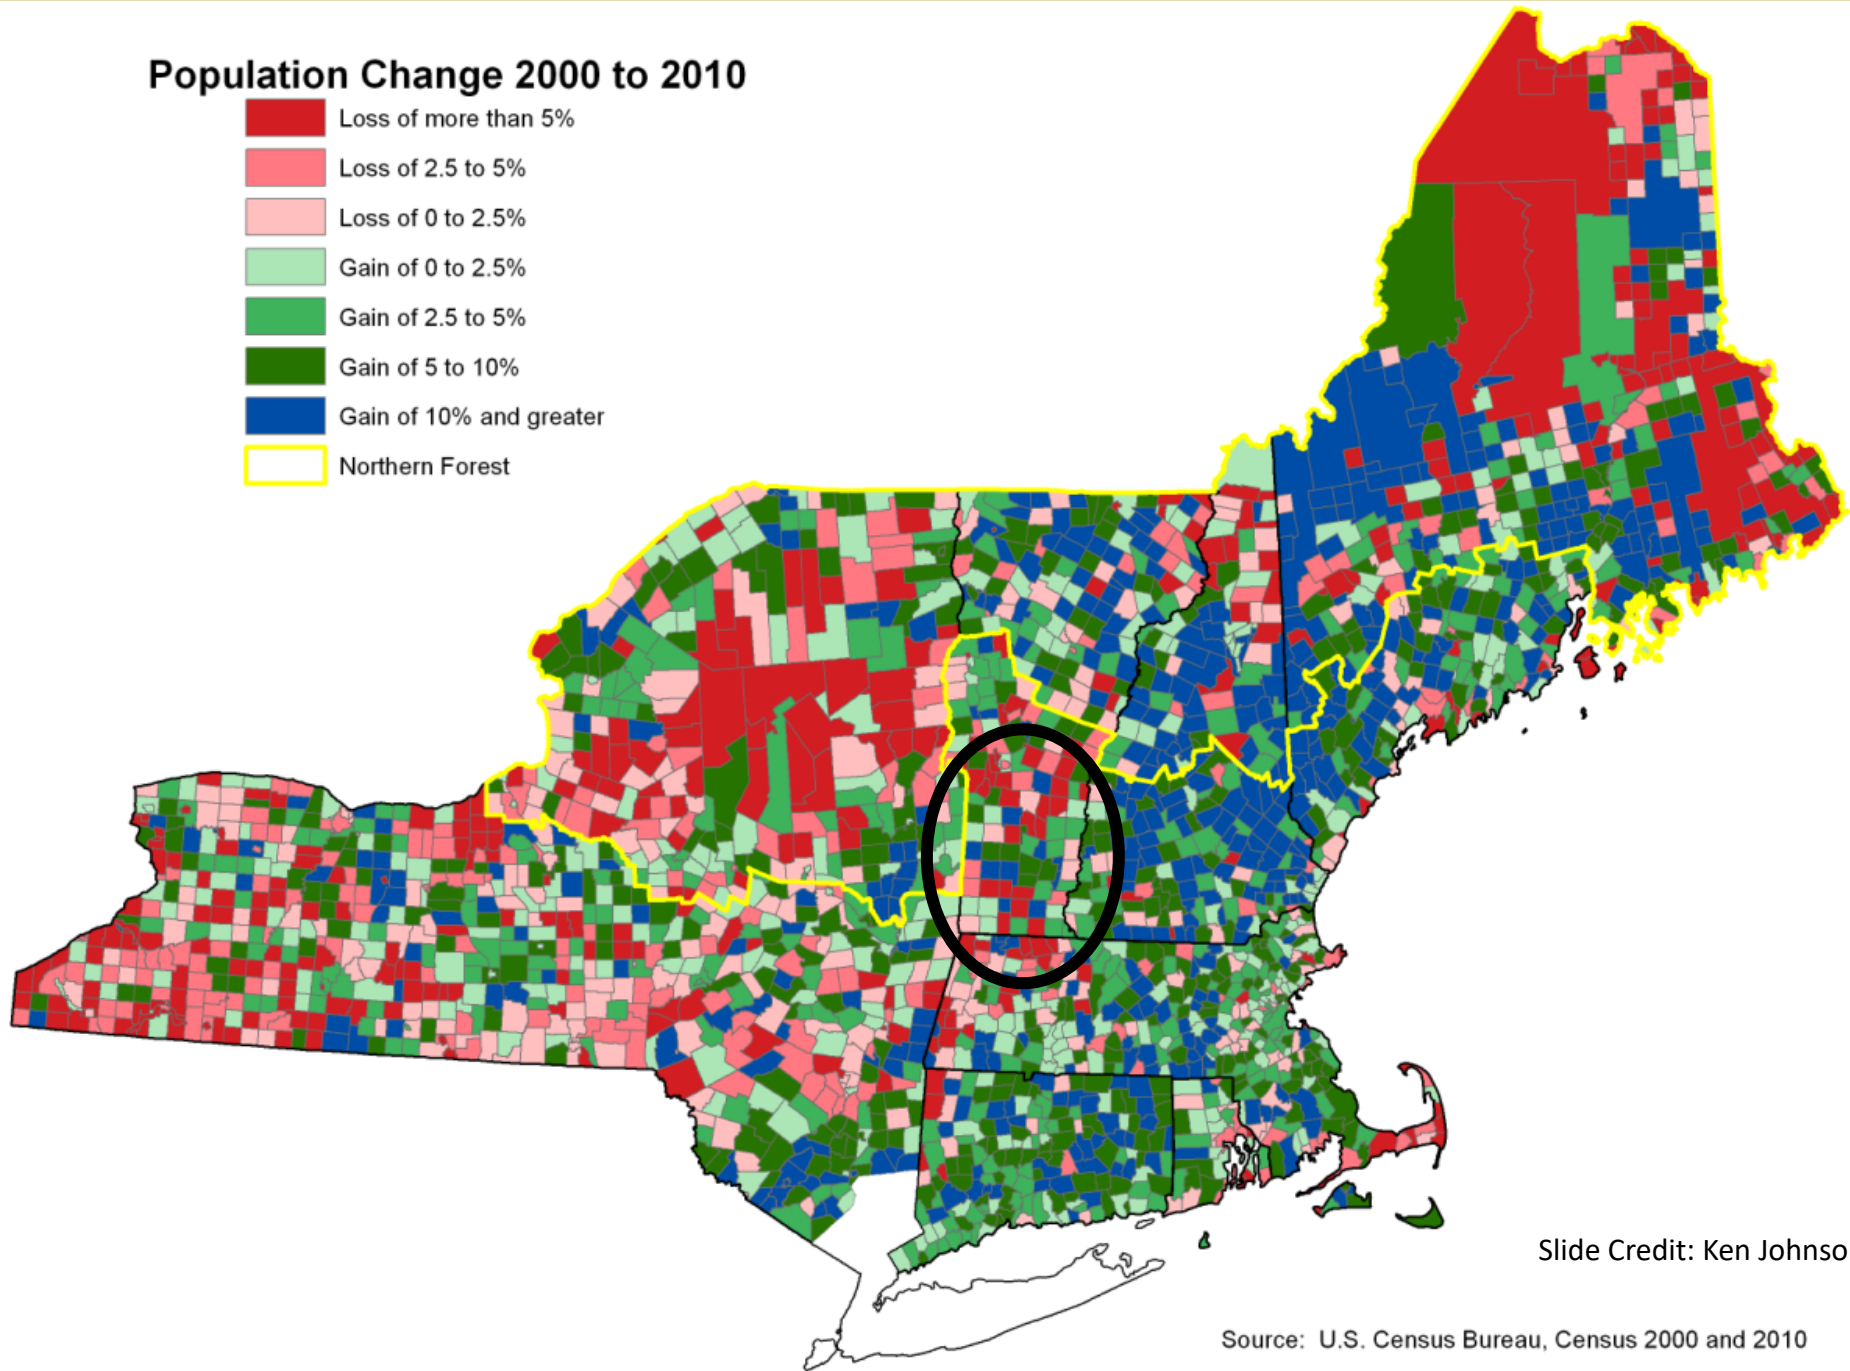 Population Change 2000 to 2010
Loss of more than 5%
Loss of 2.5 to 5%
Loss of 0 to 2.5%
Gain of 0 to 2.5%
Gain of 2.5 to 5%
Gain of 5 to 10%
Gain of 10% and greater
Northern Forest
Slide Credit: Ken Johnso
Source: U.S. Census Bureau, Census 2000 and 2010